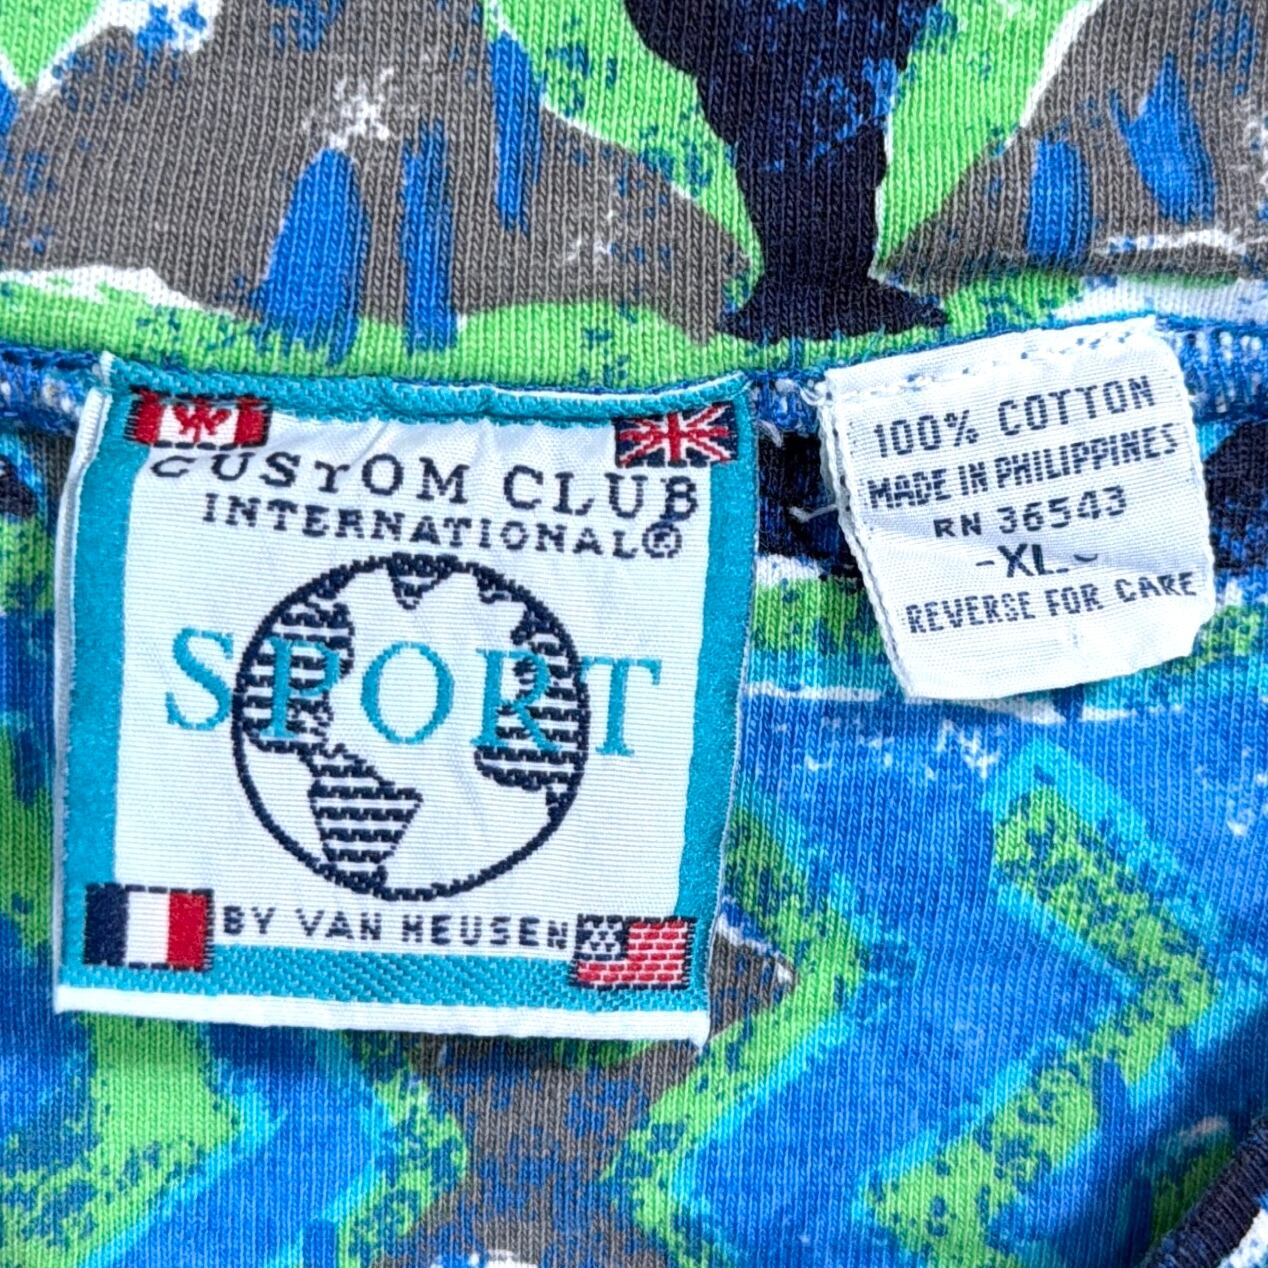 CUSTOM CLUB
INTERNATIONAL®
SPORT
BY VAN HEUSEN
100% COTTON
MADE IN PHILIPPINES
RN 36543
-XL-
REVERSE FOR CARE